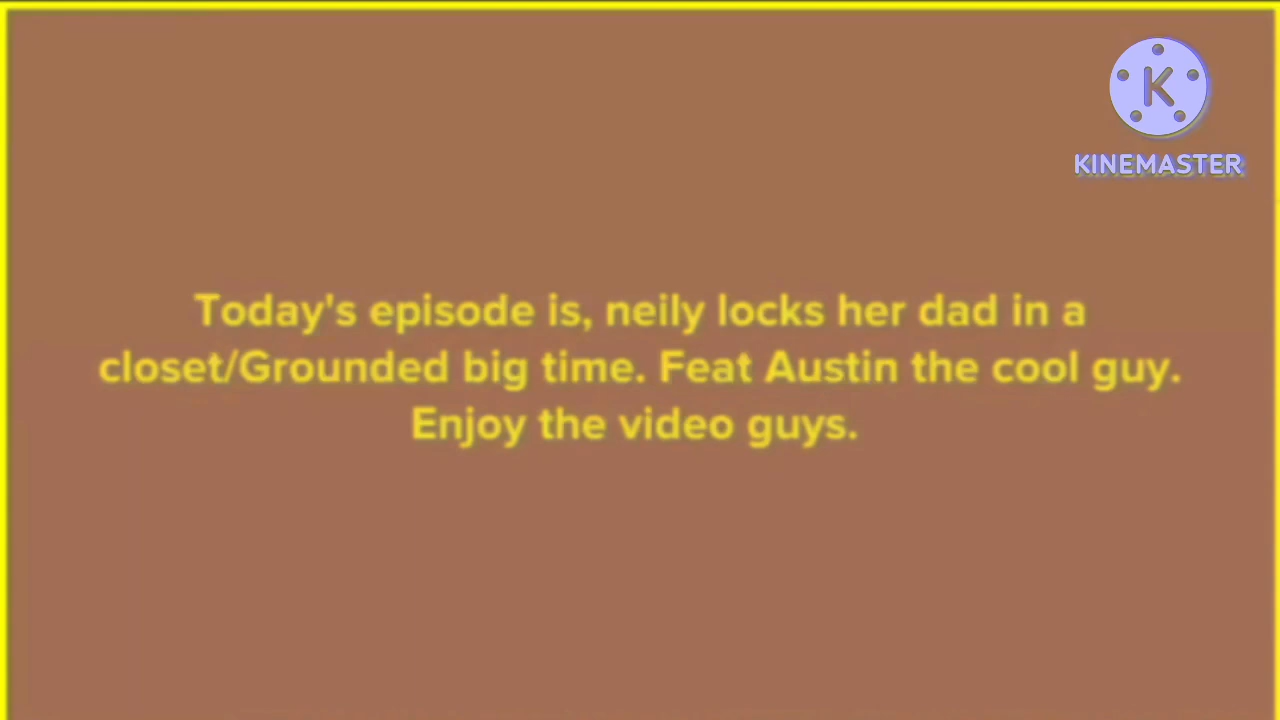 K
KINEMASTER
Today's episode is, neily locks her dad in a
closet/Grounded big time. Feat Austin the cool guy.
Enjoy the video guys.